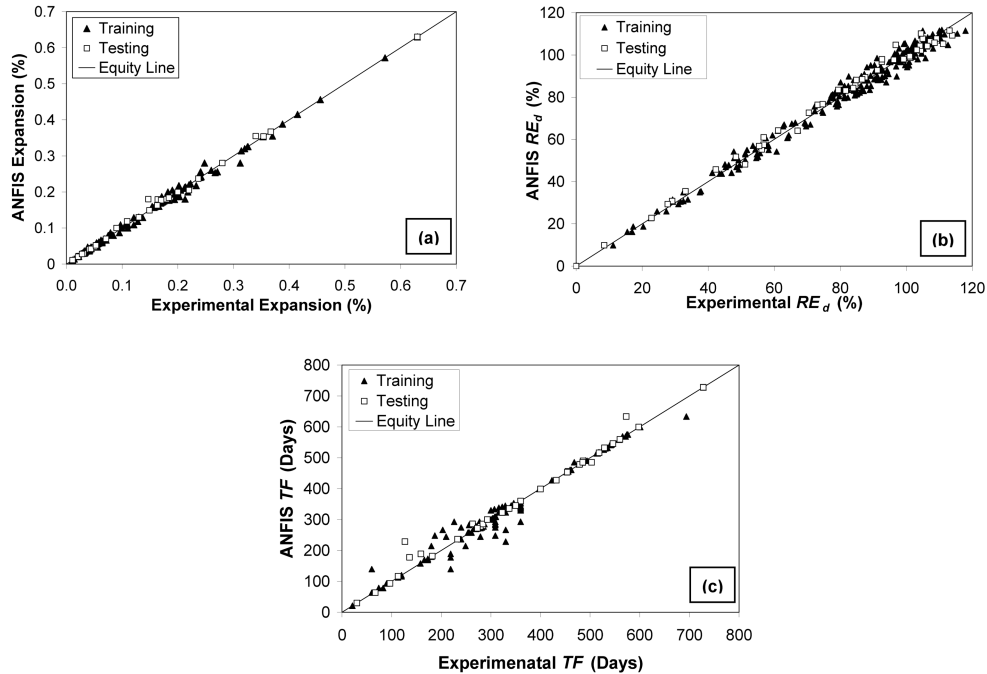 0.7
0.6
0.5
0.4
0.3
0.2
0.1
0
ANFIS Expansion (%)
Training
Testing
Equity Line
(a)
0.0 0.1 0.2 0.3 0.4 0.5 0.6 0.7
Experimental Expansion (%)
120
100
80
60
40
20
0
ANFIS REd (%)
Training
Testing
Equity Line
(b)
0 20 40 60 80 100 120
Experimental REd (%)
800
700
600
500
400
300
200
100
0
ANFIS TF (Days)
Training
Testing
Equity Line
(c)
0 100 200 300 400 500 600 700 800
Experimenatal TF (Days)